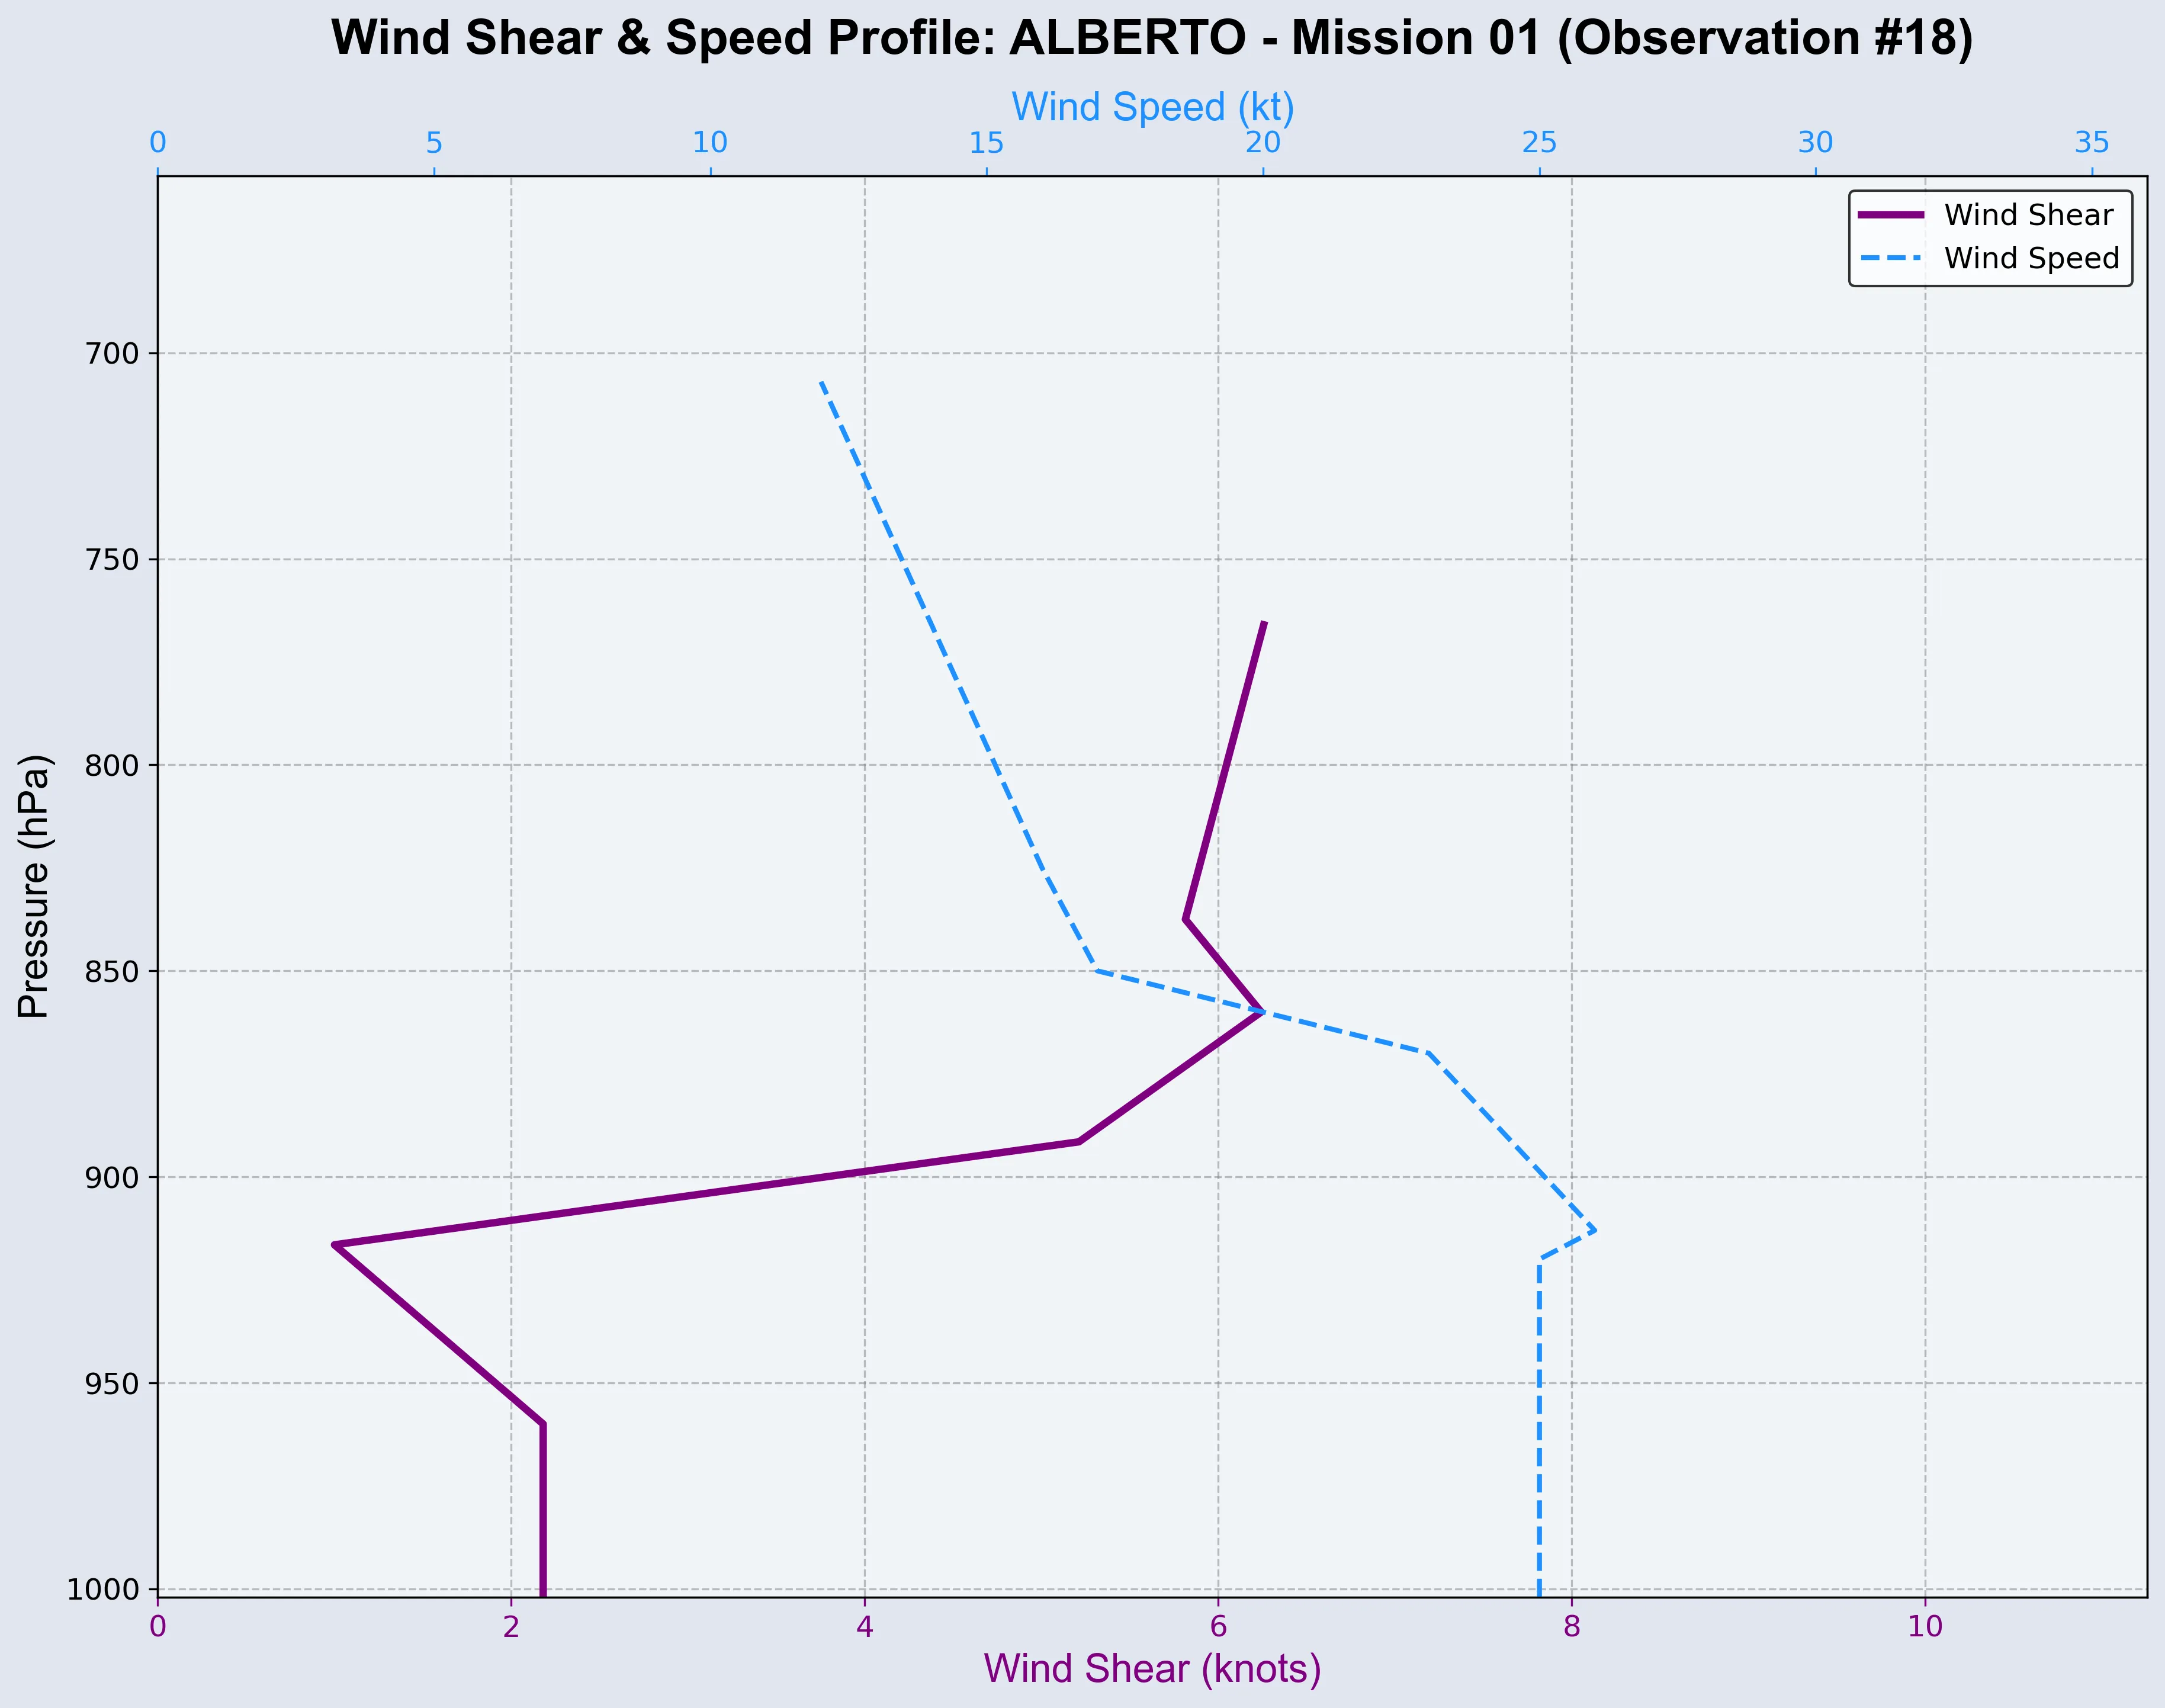 Wind Shear & Speed Profile: ALBERTO - Mission 01 (Observation #18)
Wind Speed (kt)
0 5 10 15 20 25 30 35
Wind Shear
Wind Speed
700
750
800
850
900
950
1000
Pressure (hPa)
0 2 4 6 8 10
Wind Shear (knots)